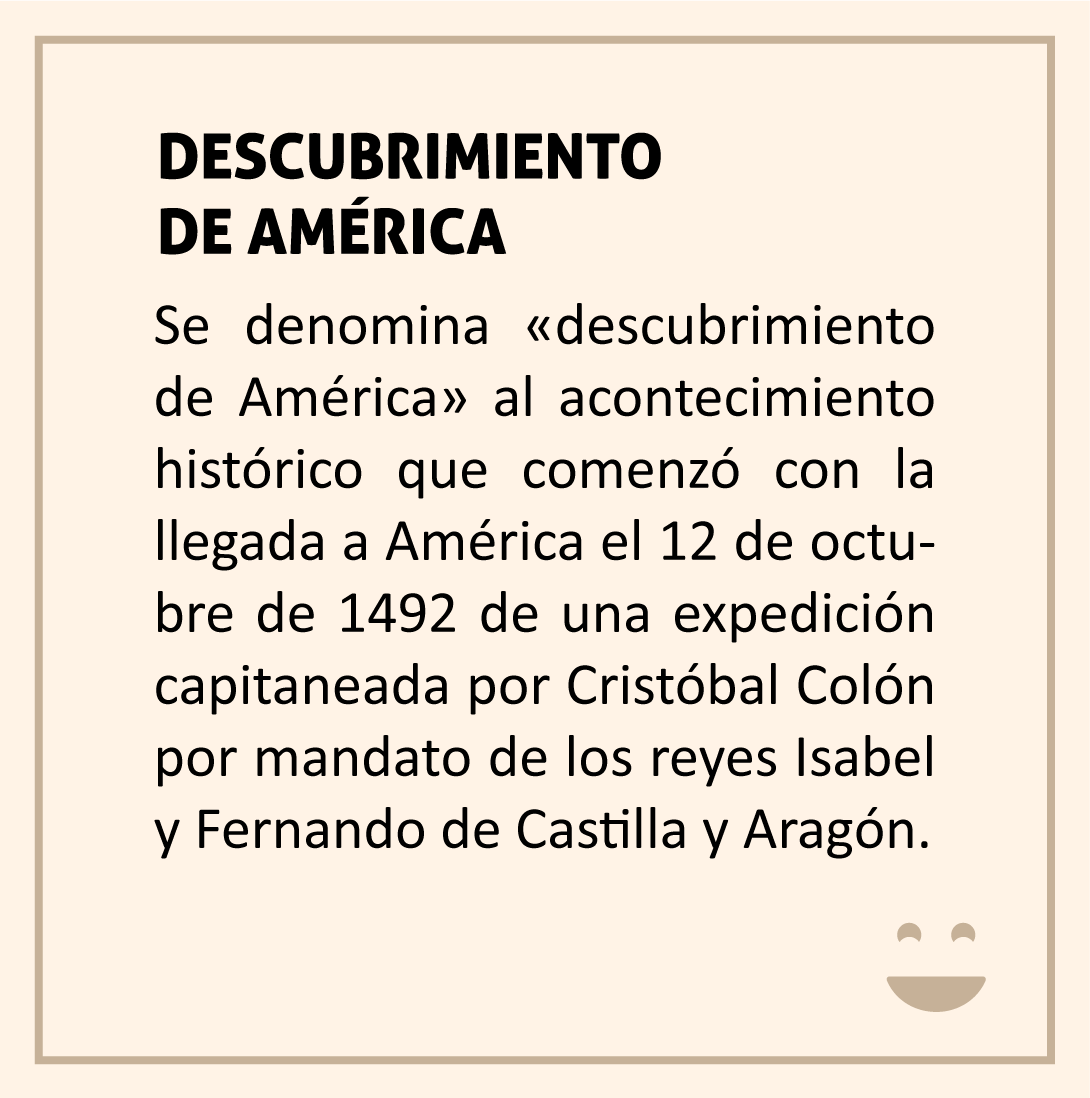 DESCUBRIMIENTO
DE AMÉRICA
Se denomina «descubrimiento
de América» al acontecimiento
histórico que comenzó con la
llegada a América el 12 de octu-
bre de 1492 de una expedición
capitaneada por Cristóbal Colón
por mandato de los reyes Isabel
y Fernando de Castilla y Aragón.